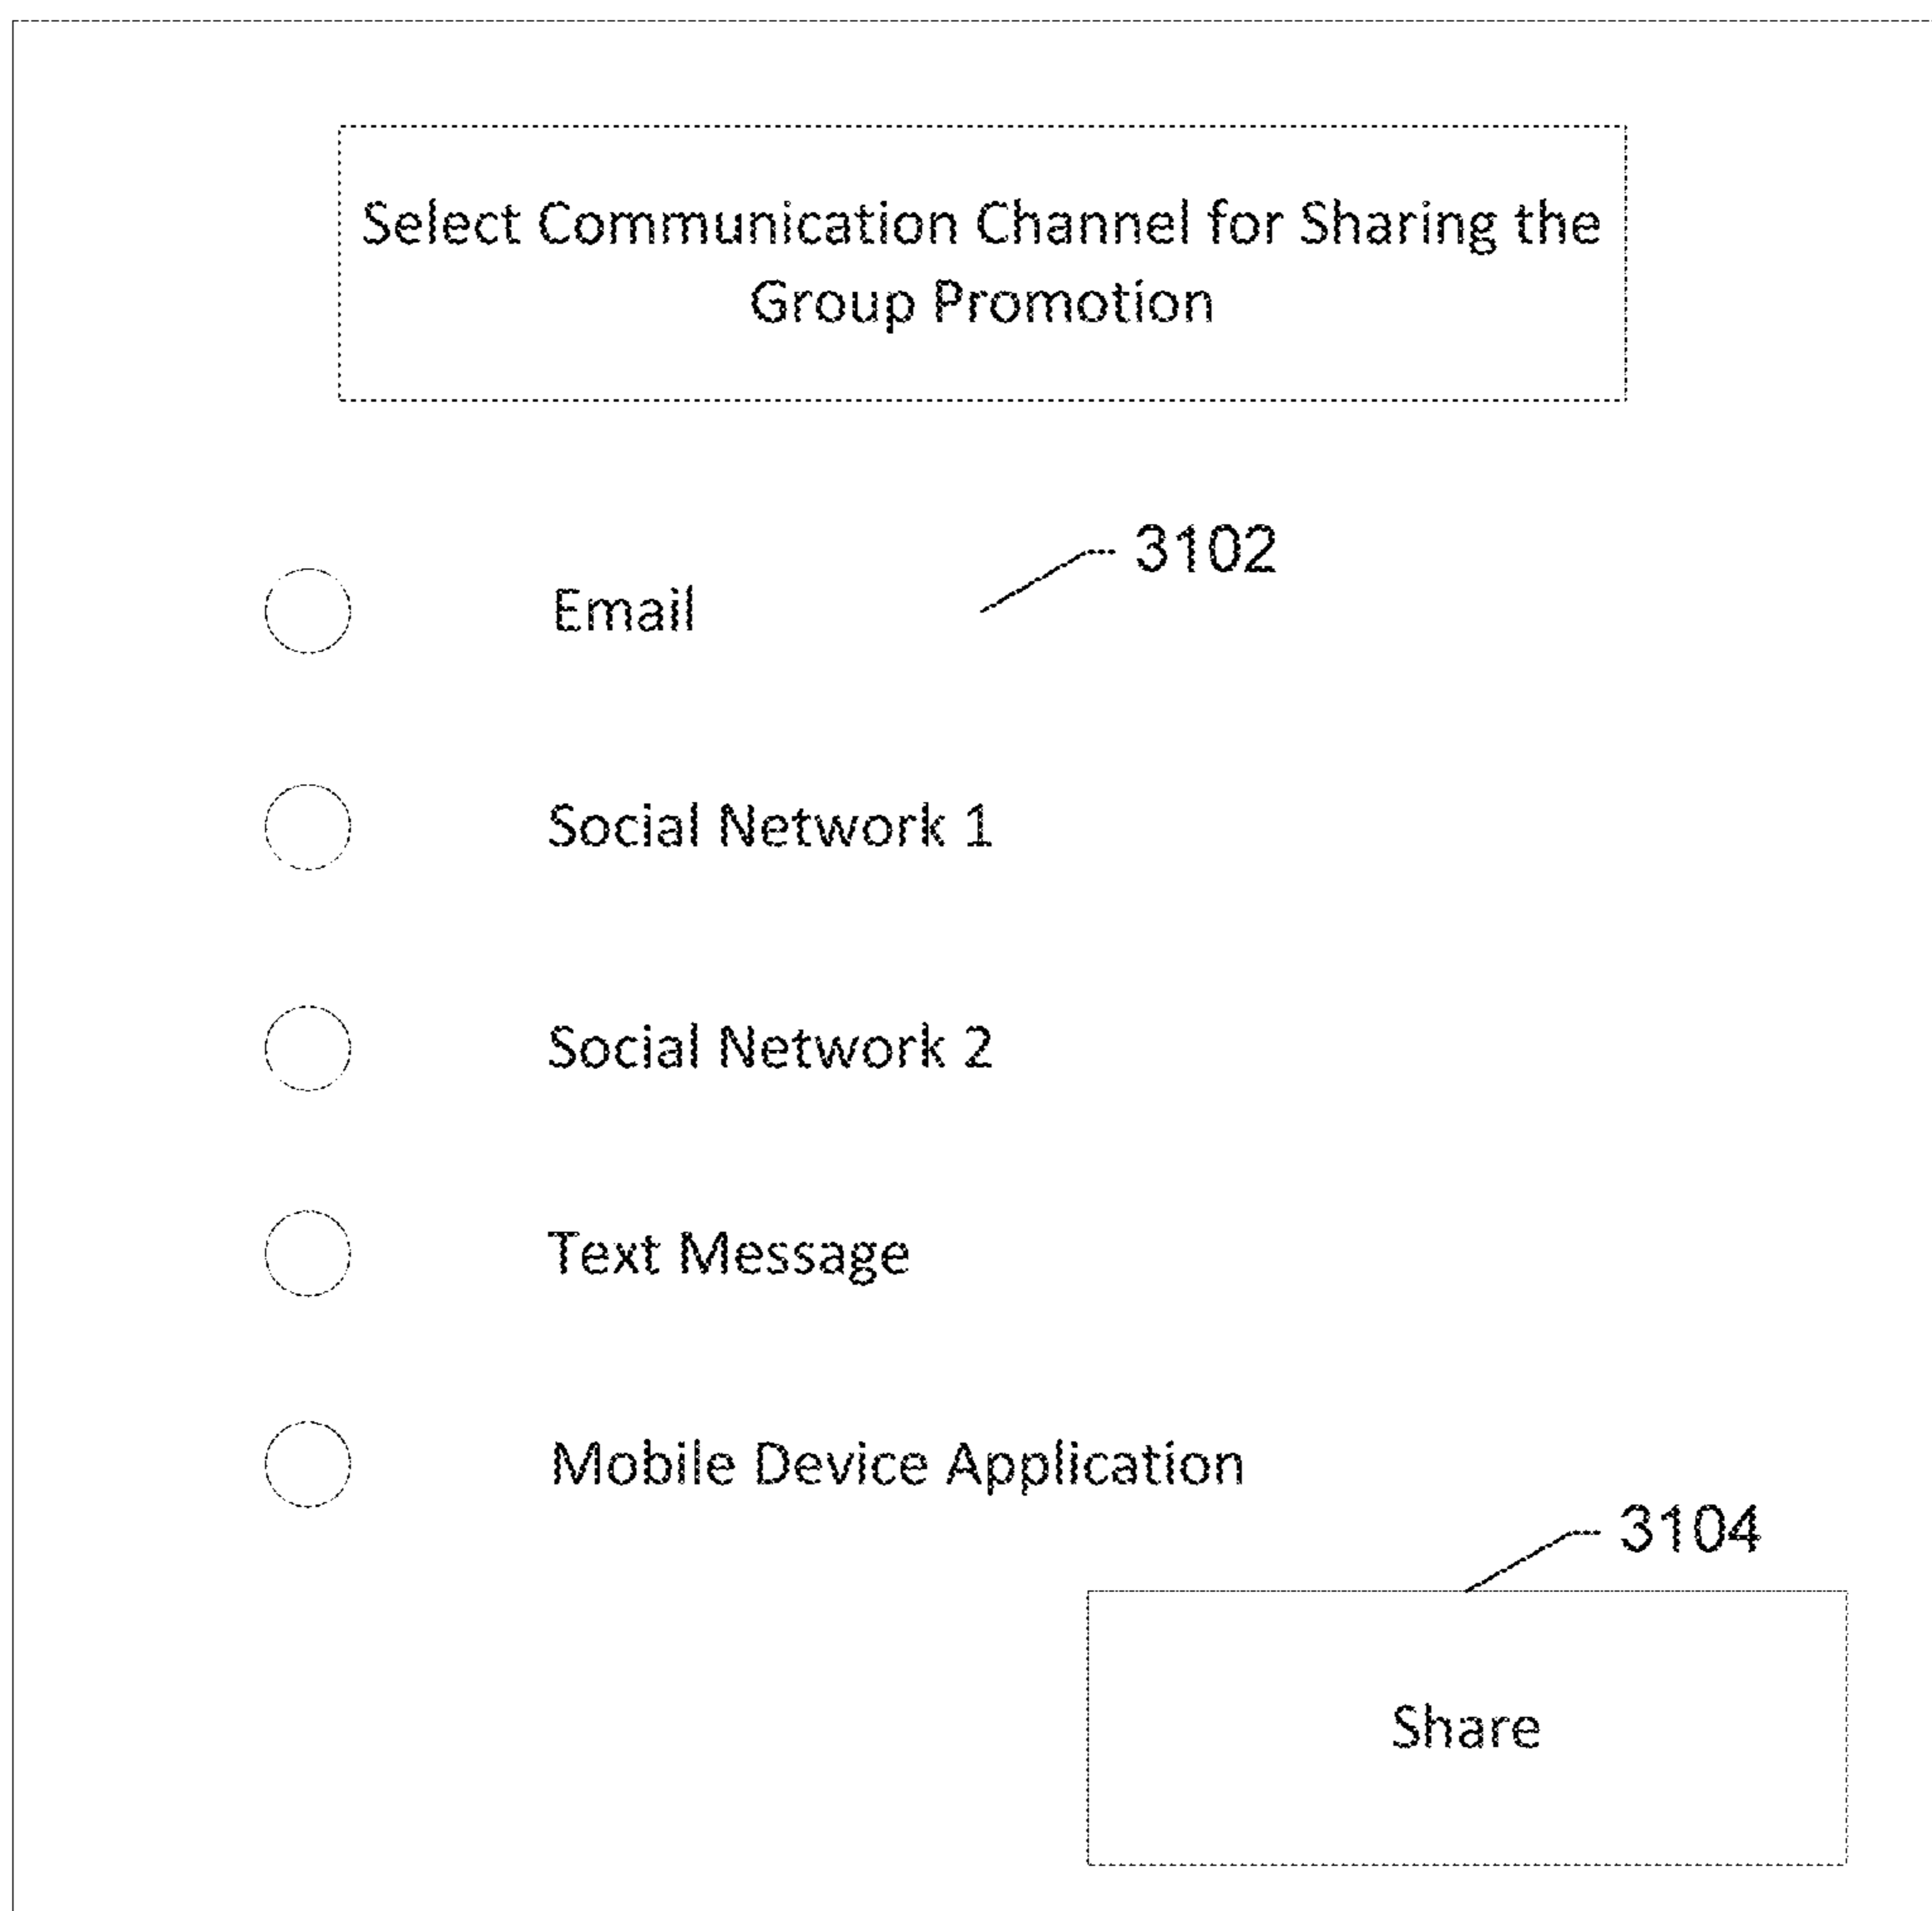 Select Communication Channel for Sharing the
Group Promotion
3102
Email
Social Network 1
Social Network 2
Text Message
Mobile Device Application
3104
Share